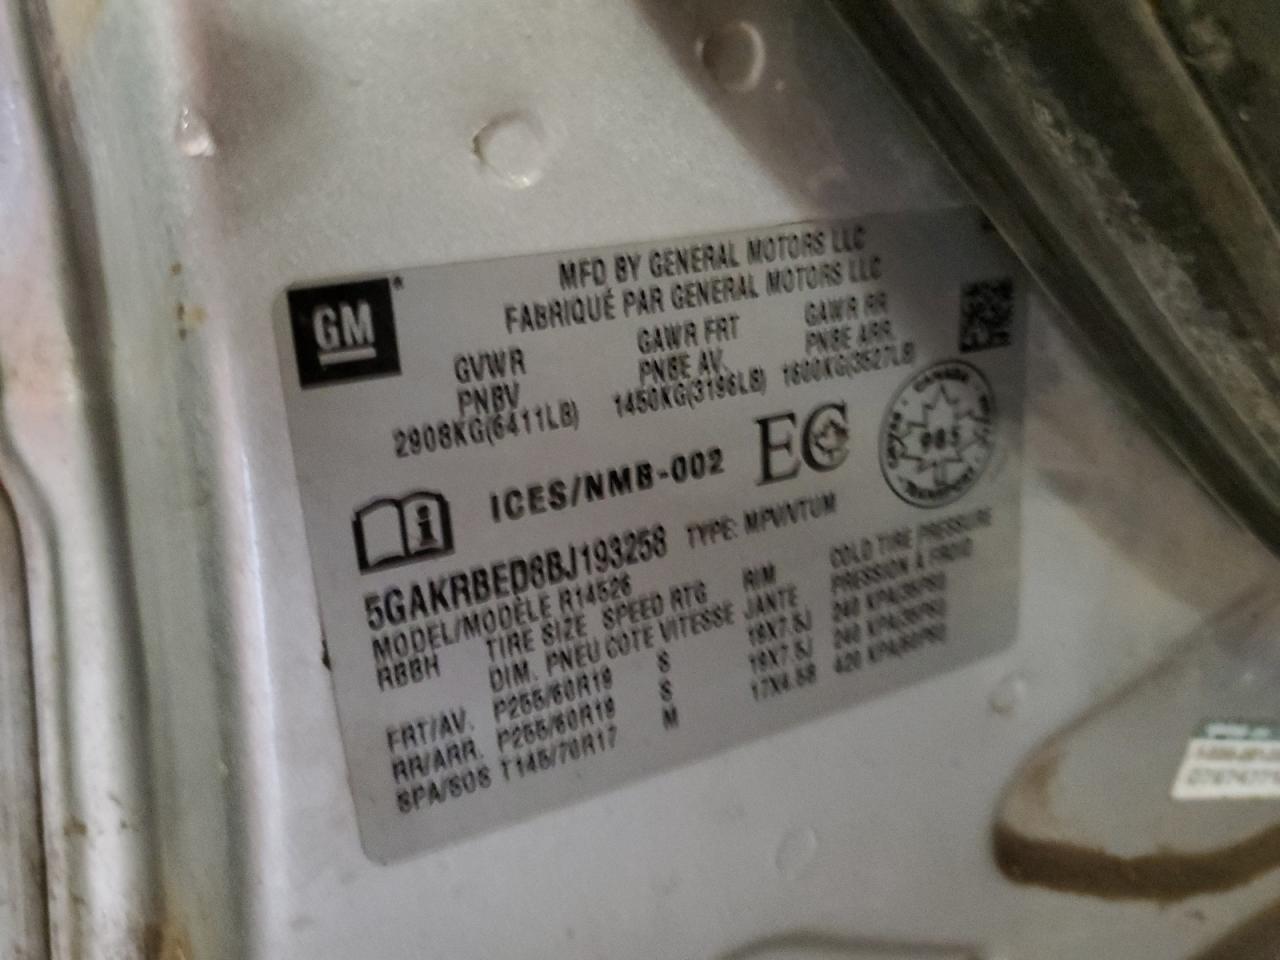 GM
MFD BY GENERAL MOTORS LLC
FABRIQUÉ PAR GENERAL MOTORS LLC
GVWR GAWR FRT GAWR RR
PNBV PNBE AV. PNBE ARR.
2908KG(6411LB) 1450KG(3196LB) 1600KG(3527LB)
ICES/NMB-002 EC
CANADA
TRANSPORT
5GAKRBED8BJ193258 TYPE: MPV/VTUM
MODEL/MODÈLE R14526
RBBH TIRE SIZE SPEED RTG RIM COLD TIRE PRESSURE
DIM. PNEU COTE VITESSE JANTE PRESSION À FROID
FRT/AV. P255/60R19 S 19X7.5J 240 KPA(35PSI)
RR/ARR. P255/60R19 S 19X7.5J 240 KPA(35PSI)
SPA/SOS T145/70R17 M 17X4.5B 420 KPA(60PSI)